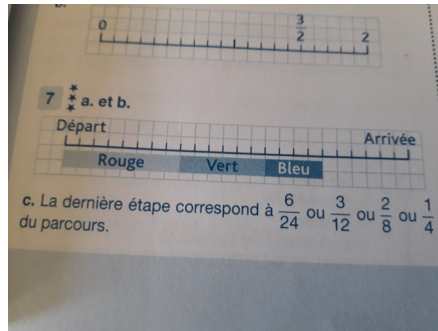 0 3/2 2
7 a. et b.
Départ
Arrivée
Rouge Vert Bleu
c. La dernière étape correspond à 6/24 ou 3/12 ou 2/8 ou 1/4
du parcours.